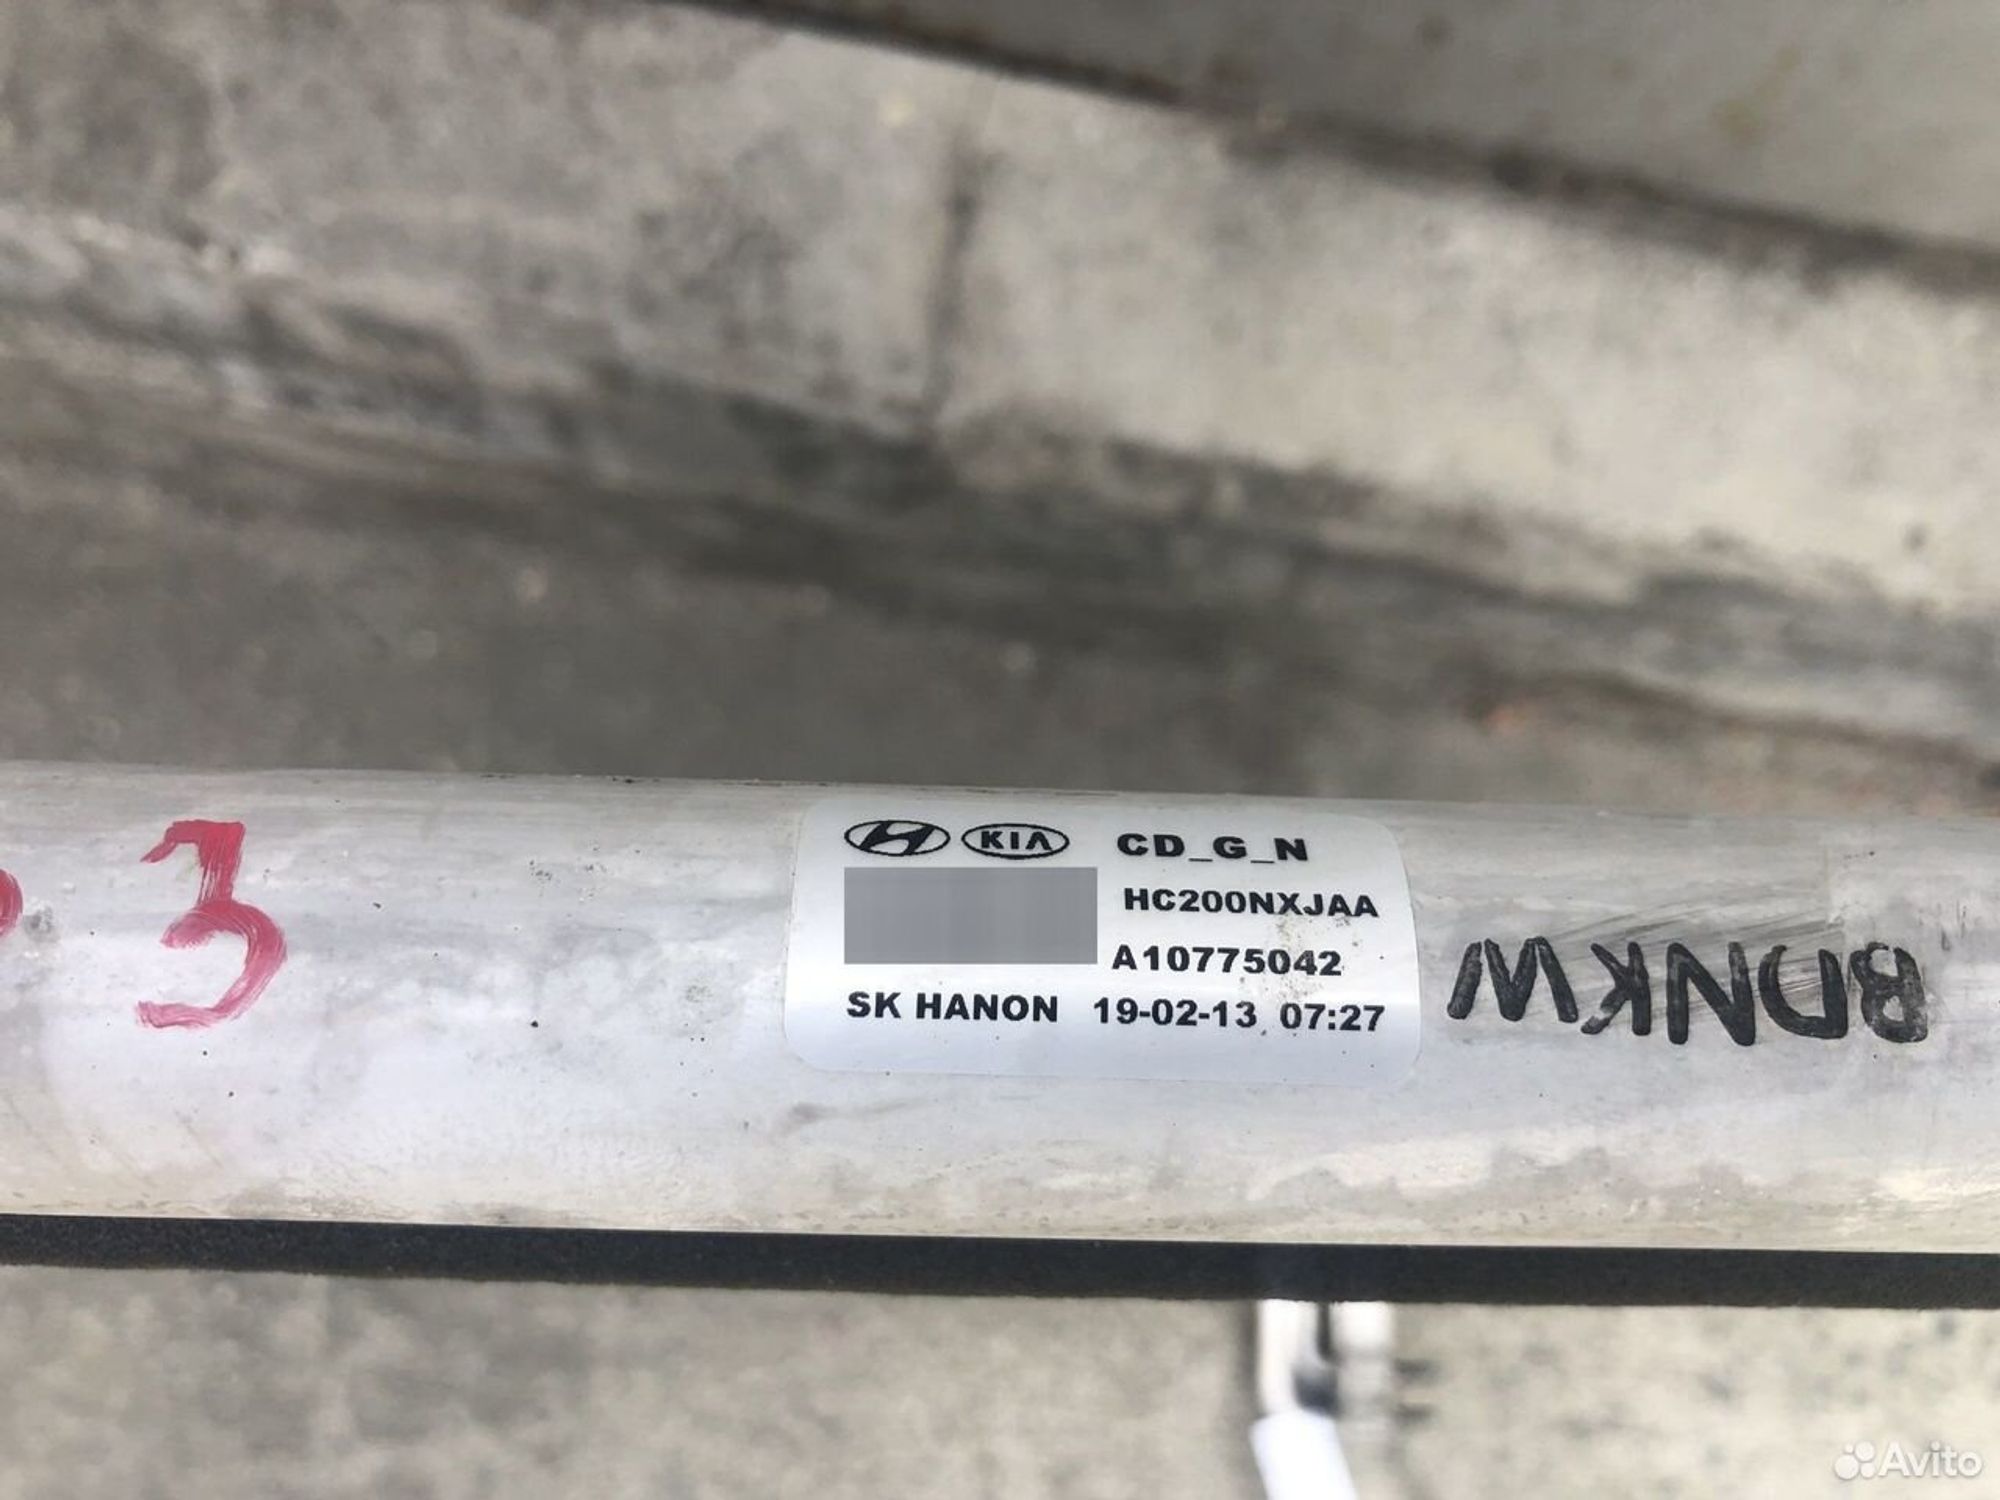 3
KIA CD_G_N
HC200NXJAA
A10775042
SK HANON 19-02-13 07:27
BDNKW
Avito